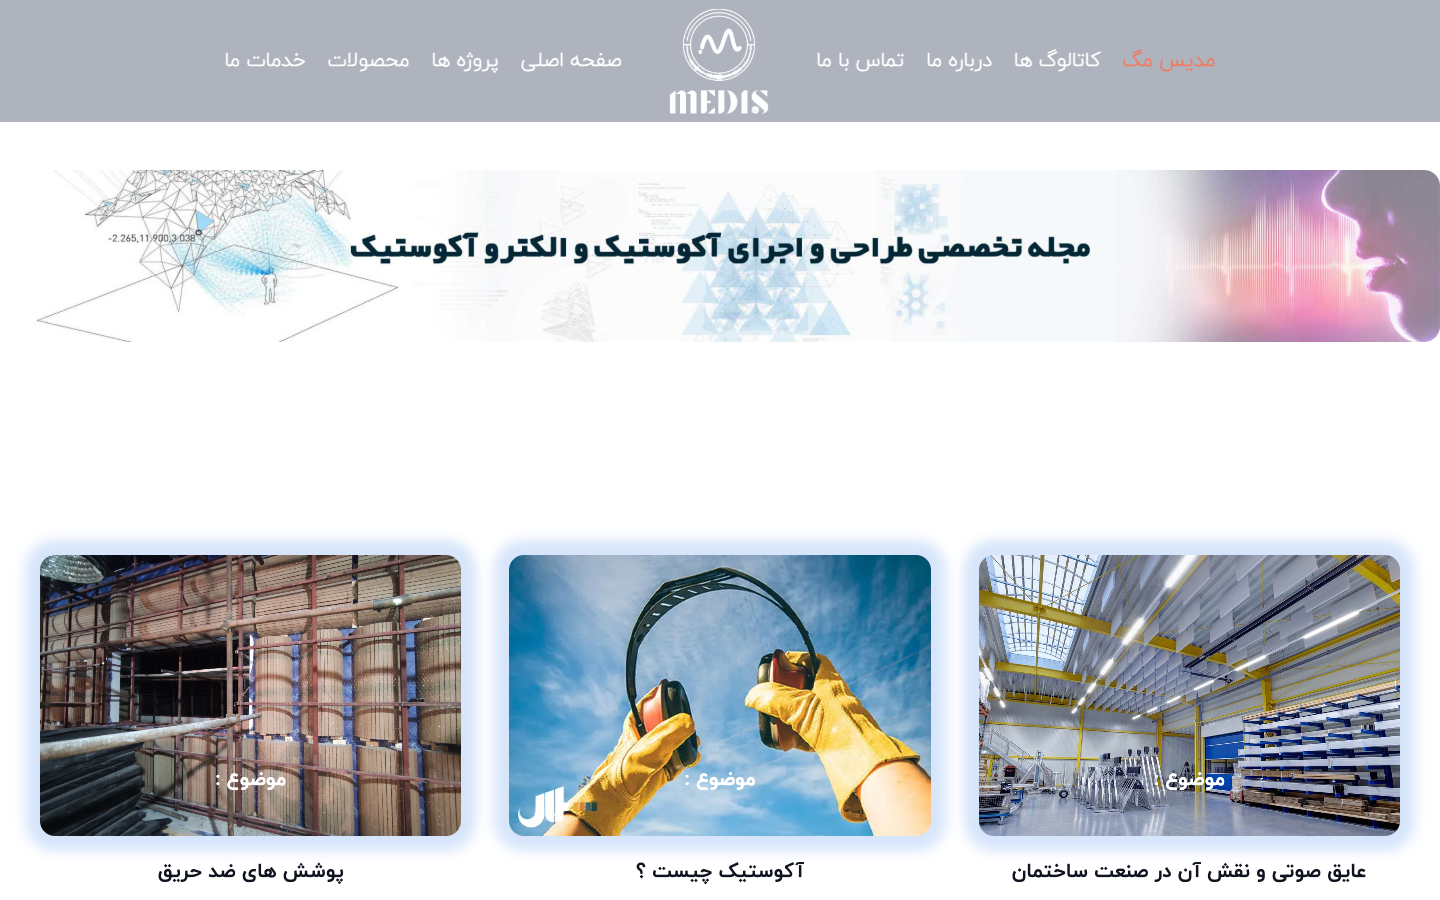 مدیس مگ
کاتالوگ ها
درباره ما
تماس با ما
MEDIS
صفحه اصلی
پروژه ها
محصولات
خدمات ما
-2.265,11.900,3.038
مجله تخصصی طراحی و اجرای آکوستیک و الکترو آکوستیک
موضوع :
موضوع :
موضوع :
عایق صوتی و نقش آن در صنعت ساختمان
آکوستیک چیست ؟
پوشش های ضد حریق